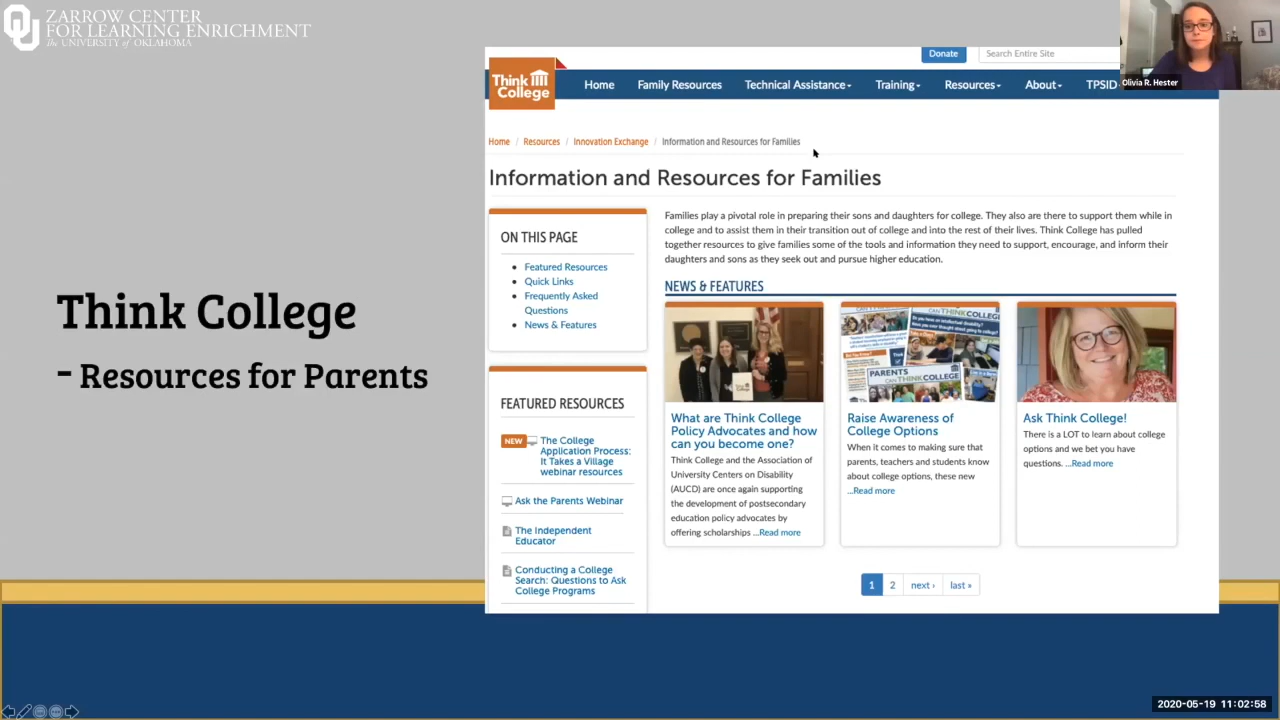 ZARROW CENTER
FOR LEARNING ENRICHMENT
The UNIVERSITY of OKLAHOMA
Think College
- Resources for Parents
Donate
Search Entire Site
Olivia R. Hester
Think
College
Home
Family Resources
Technical Assistance
Training
Resources
About
TPSID
Home / Resources / Innovation Exchange / Information and Resources for Families
Information and Resources for Families
ON THIS PAGE
Featured Resources
Quick Links
Frequently Asked
Questions
News & Features
FEATURED RESOURCES
NEW The College
Application Process:
It Takes a Village
webinar resources
Ask the Parents Webinar
The Independent
Educator
Conducting a College
Search: Questions to Ask
College Programs
Families play a pivotal role in preparing their sons and daughters for college. They also are there to support them while in
college and to assist them in their transition out of college and into the rest of their lives. Think College has pulled
together resources to give families some of the tools and information they need to support, encourage, and inform their
daughters and sons as they seek out and pursue higher education.
NEWS & FEATURES
What are Think College
Policy Advocates and how
can you become one?
Think College and the Association of
University Centers on Disability
(AUCD) are once again supporting
the development of postsecondary
education policy advocates by
offering scholarships ...Read more
CAN THINK COLLEGE
PARENTS
CAN THINK COLLEGE
Raise Awareness of
College Options
When it comes to making sure that
parents, teachers and students know
about college options, these new
...Read more
Ask Think College!
There is a LOT to learn about college
options and we bet you have
questions. ...Read more
1
2
next ›
last »
2020-05-19 11:02:58